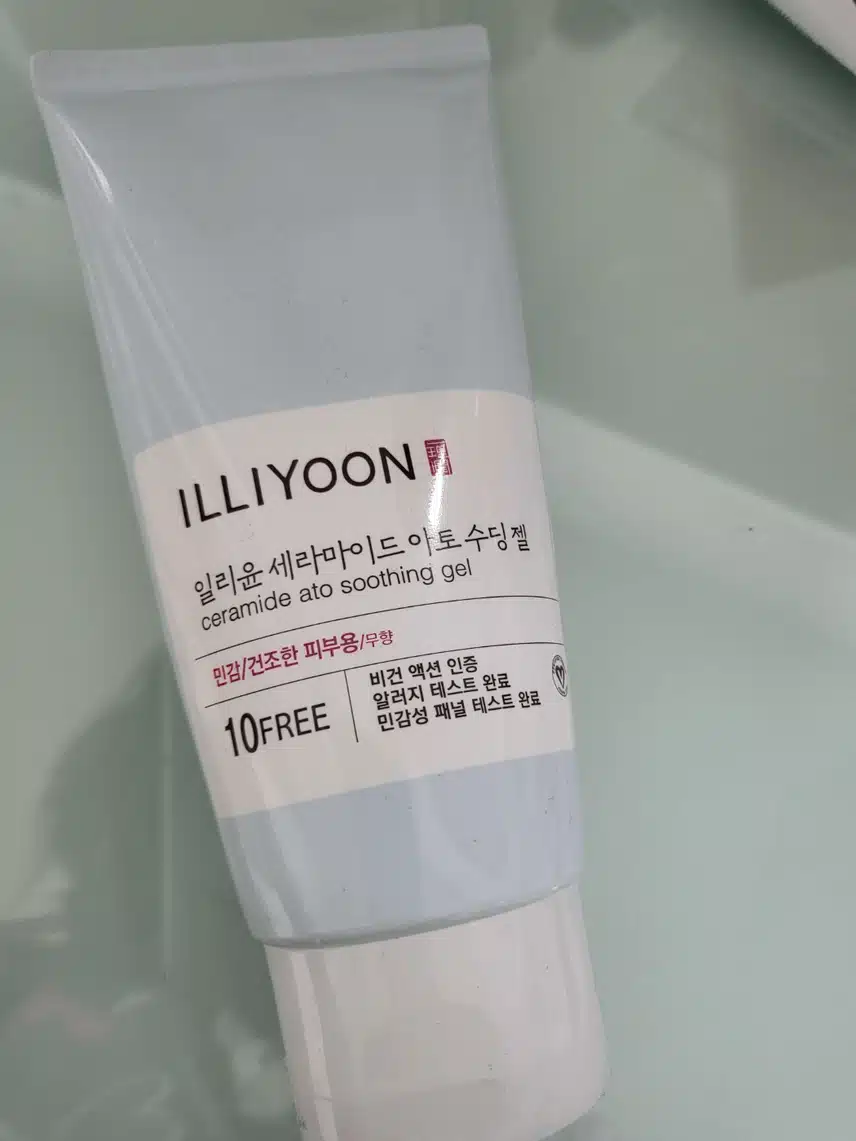 ILLIYOON
일리윤 세라마이드 아토 수딩 젤
ceramide ato soothing gel
민감/건조한 피부용/무향
10FREE
비건 액션 인증
알러지 테스트 완료
민감성 패널 테스트 완료